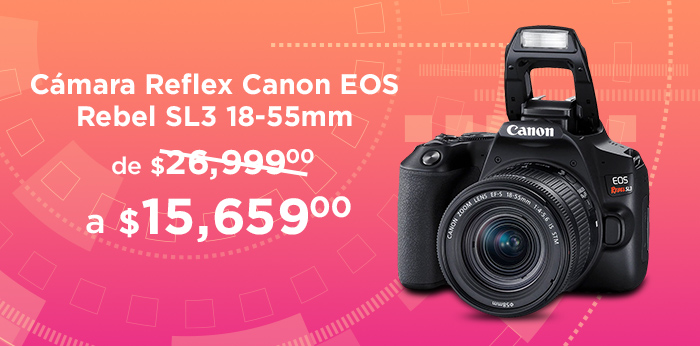 Cámara Reflex Canon EOS
Rebel SL3 18-55mm
de $26,999⁰⁰
a $15,659⁰⁰
Canon
EOS
REBEL SL3
CANON ZOOM LENS EF-S 18-55mm 1:4-5.6 IS STM
ø58mm